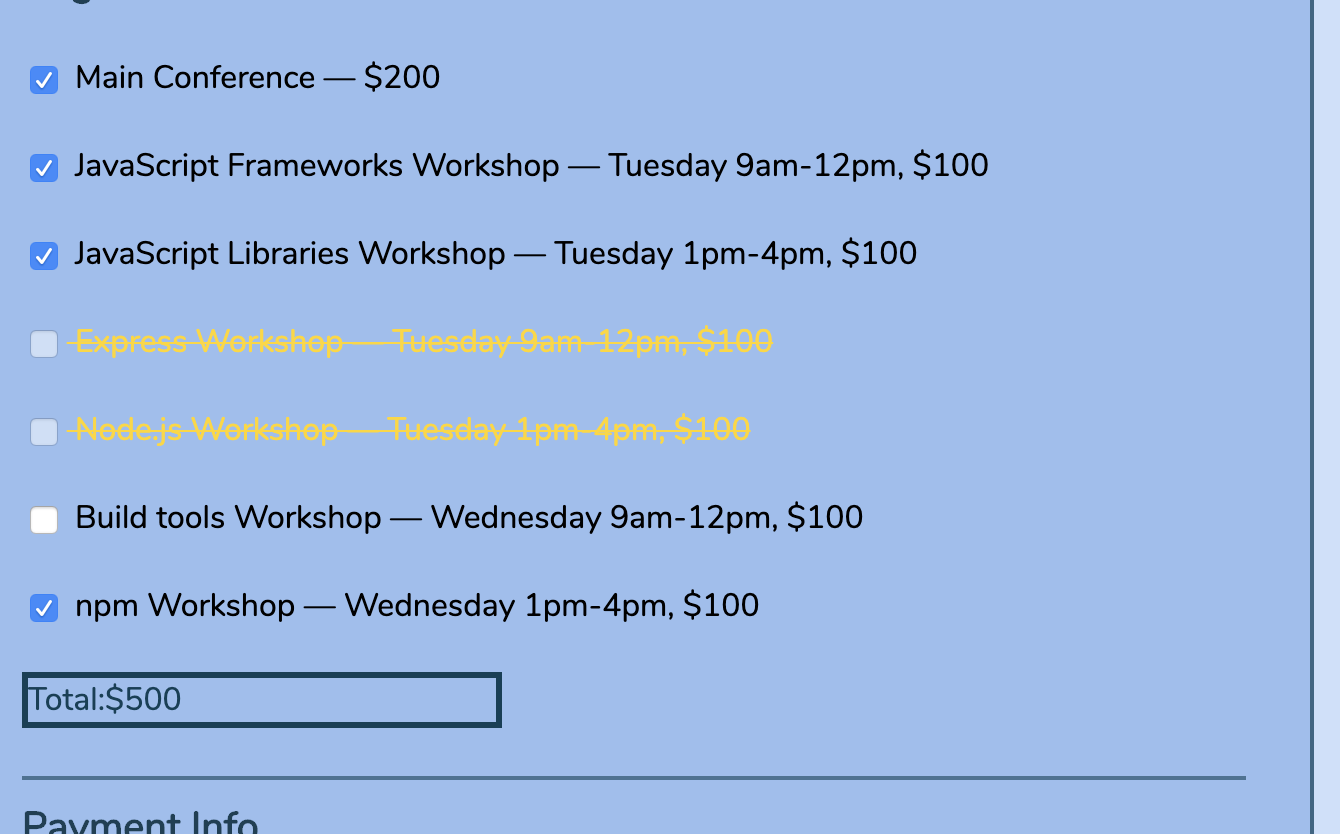 Main Conference — $200
JavaScript Frameworks Workshop — Tuesday 9am-12pm, $100
JavaScript Libraries Workshop — Tuesday 1pm-4pm, $100
Express Workshop — Tuesday 9am-12pm, $100
Node.js Workshop — Tuesday 1pm-4pm, $100
Build tools Workshop — Wednesday 9am-12pm, $100
npm Workshop — Wednesday 1pm-4pm, $100
Total:$500
Payment Info